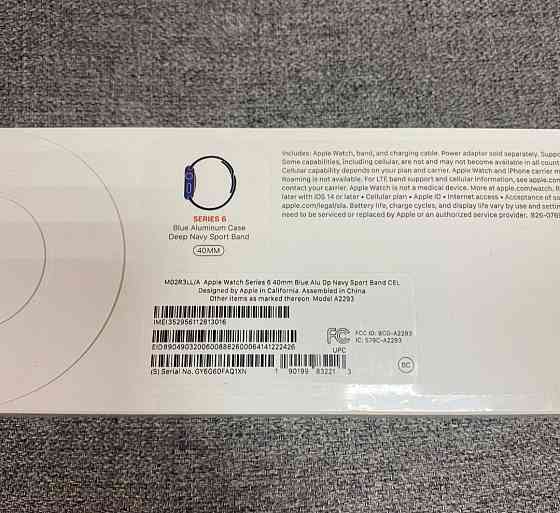 Includes: Apple Watch, band, and charging cable. Power adapter sold separately.
Some capabilities, including cellular, are not and may not become available in all
Cellular capability depends on your plan and carrier. Apple Watch and iPhone carrier
Roaming is not available. For LTE band support and cellular information, see
contact your carrier. Apple Watch is not a medical device. More at apple.com/watch.
later with iOS 14 or later • Cellular plan • Apple ID • Internet access • Acceptance of
apple.com/legal/sla. Battery life, charge cycles, and display life vary by use and
need to be serviced or replaced by Apple or an authorized service provider.
SERIES 6
Blue Aluminum Case
Deep Navy Sport Band
40MM
M02R3LL/A Apple Watch Series 6 40mm Blue Alu Dp Navy Sport Band CEL
Designed by Apple in California. Assembled in China
Other items as marked thereon Model A2293
IMEI352956112813016
EID#90490320060088826000641412224​26
(S) Serial No. GY6G60FAQ1XN
FC
FCC ID: BCG-A2293
IC: 579C-A2293
UPC
1 90199 83221 3
BC